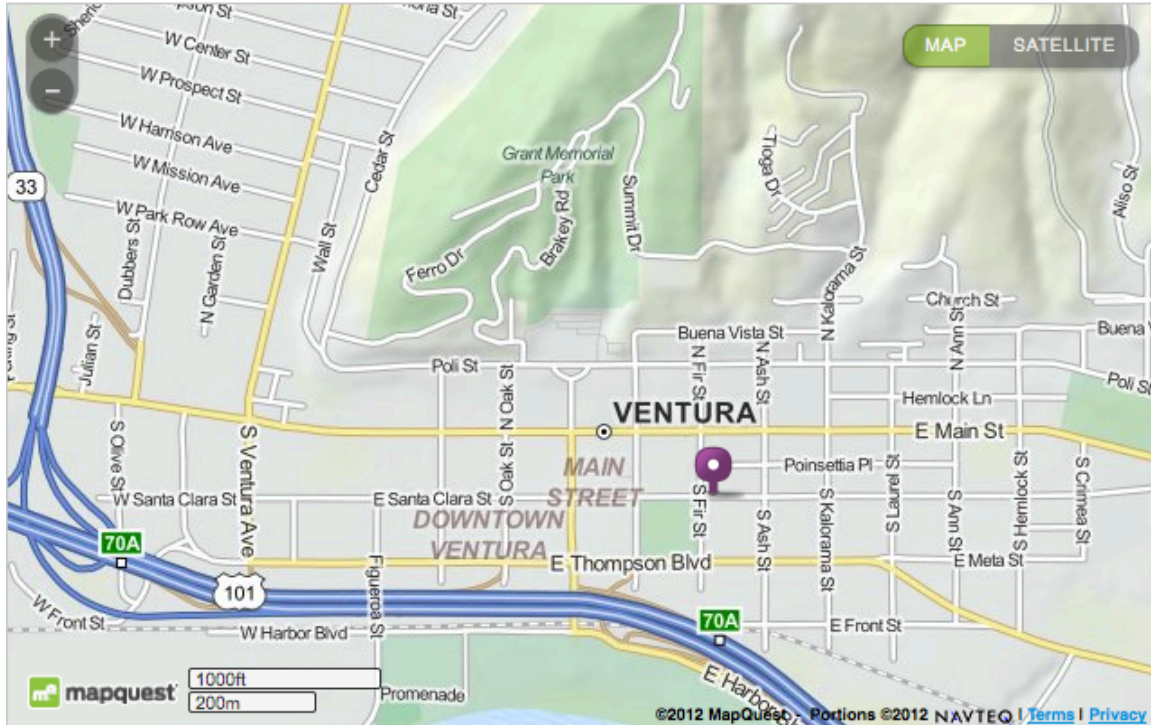 +
−
MAP
SATELLITE
W Center St
W Prospect St
W Harrison Ave
W Mission Ave
W Park Row Ave
33
Dubbers St
N Garden St
Julian St
Wall St
Cedar St
Grant Memorial
Park
Ferro Dr
Brakey Rd
Summit Dr
Tioga Dr
Aliso St
N Kalorama St
Church St
Buena Vista St
N Fir St
N Ash St
N Ann St
Buena V
Poli St
Poli St
Hemlock Ln
N Oak St
VENTURA
E Main St
MAIN
STREET
DOWNTOWN
VENTURA
Poinsettia Pl
S Olive St
S Ventura Ave
W Santa Clara St
E Santa Clara St
S Oak St
S Fir St
S Ash St
S Kalorama St
S Laurel St
S Ann St
S Hemlock St
S Crimea St
70A
101
E Thompson Blvd
E Meta St
Figueroa St
W Front St
W Harbor Blvd
70A
E Front St
E Harbor
Promenade
mapquest
1000ft
200m
©2012 MapQuest - Portions ©2012 NAVTEQ | Terms | Privacy